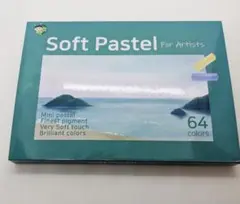 Soft Pastel For Artists
Mini pastel
Finest pigment
Very Soft touch
Brilliant colors
64
colors